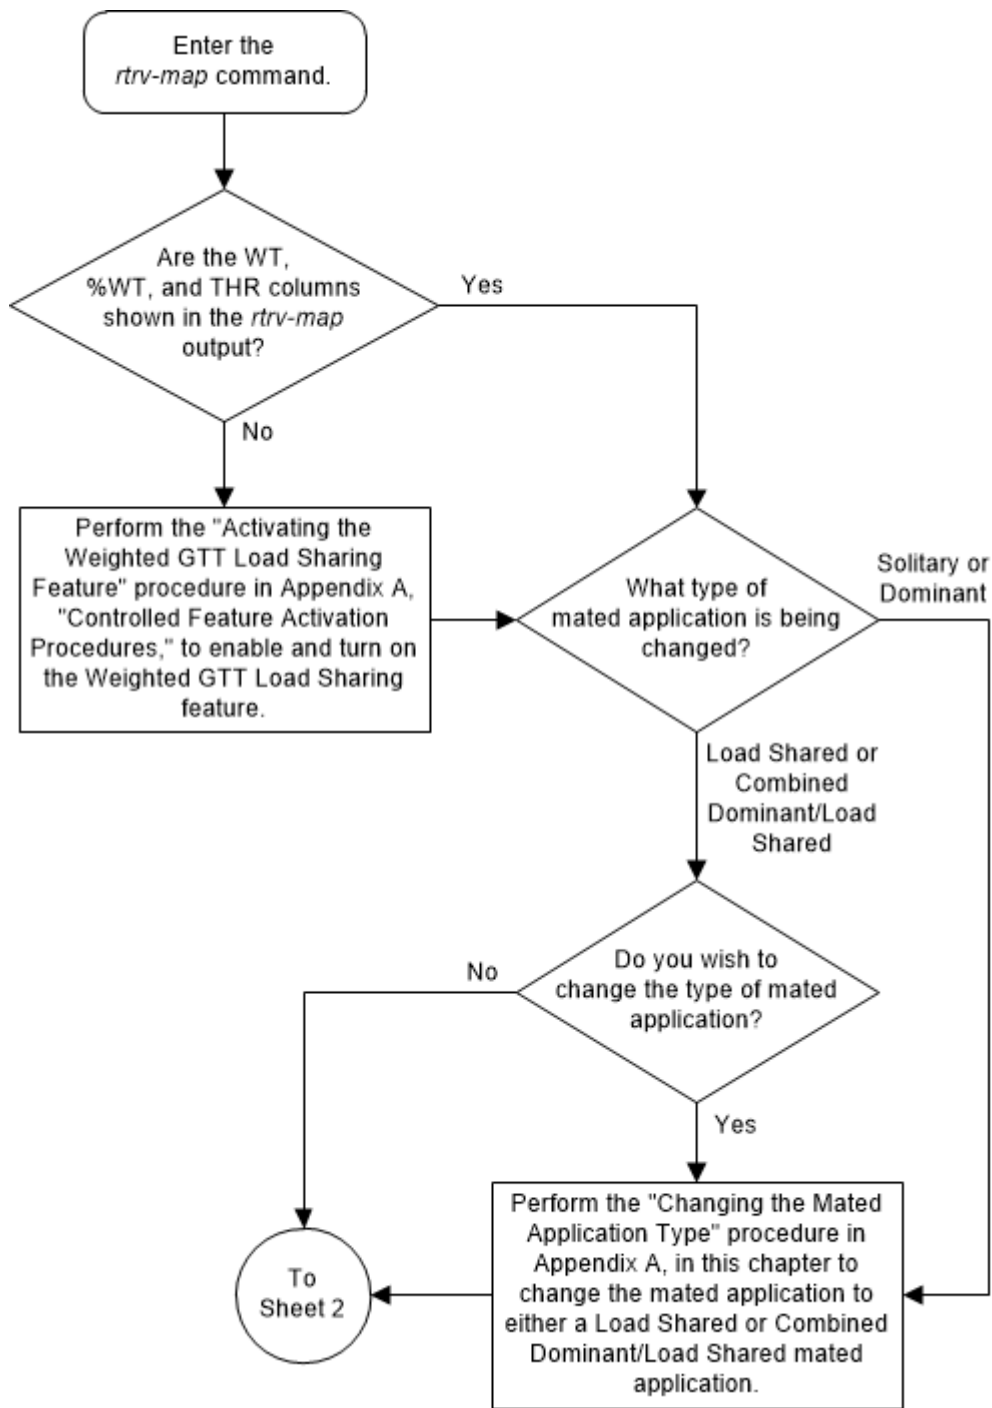 Enter the
rtrv-map command.
Are the WT,
%WT, and THR columns
shown in the rtrv-map
output?
Yes
No
Perform the "Activating the
Weighted GTT Load Sharing
Feature" procedure in Appendix A,
"Controlled Feature Activation
Procedures," to enable and turn on
the Weighted GTT Load Sharing
feature.
What type of
mated application is being
changed?
Solitary or
Dominant
Load Shared or
Combined
Dominant/Load
Shared
Do you wish to
change the type of mated
application?
No
Yes
Perform the "Changing the Mated
Application Type" procedure in
Appendix A, in this chapter to
change the mated application to
either a Load Shared or Combined
Dominant/Load Shared mated
application.
To
Sheet 2